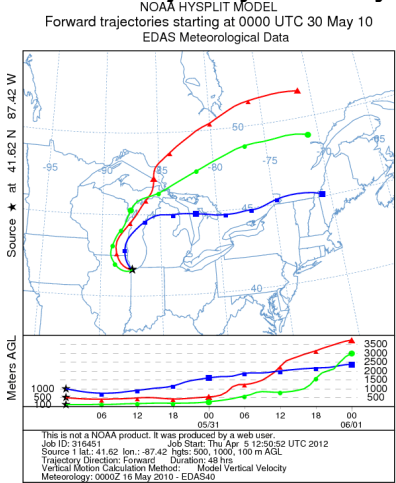 NOAA HYSPLIT MODEL
Forward trajectories starting at 0000 UTC 30 May 10
EDAS Meteorological Data
Source ★ at 41.62 N 87.42 W
-95
-90
-85
-80
-75
-65
50
45
40
Meters AGL
1000
500
100
3500
3000
2500
2000
1500
1000
500
06 12 18 00 06 12 18 00
05/31 06/01
This is not a NOAA product. It was produced by a web user.
Job ID: 316451 Job Start: Thu Apr 5 12:50:52 UTC 2012
Source 1 lat.: 41.62 lon.: -87.42 hgts: 500, 1000, 100 m AGL
Trajectory Direction: Forward Duration: 48 hrs
Vertical Motion Calculation Method: Model Vertical Velocity
Meteorology: 0000Z 16 May 2010 - EDAS40